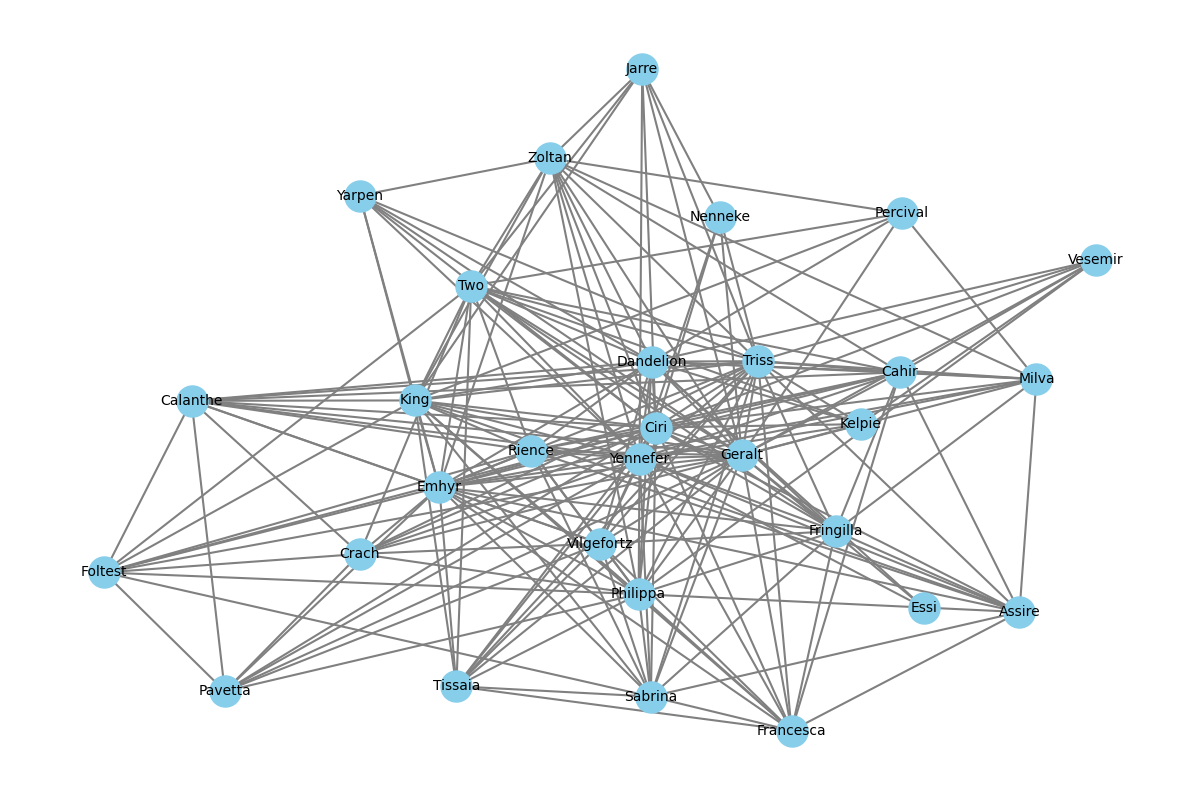 Jarre
Zoltan
Yarpen
Nenneke
Percival
Vesemir
Two
Dandelion
Triss
Cahir
Milva
Calanthe
King
Kelpie
Ciri
Rience
Yennefer
Geralt
Emhyr
Fringilla
Vilgefortz
Crach
Foltest
Philippa
Essi
Assire
Pavetta
Tissaia
Sabrina
Francesca